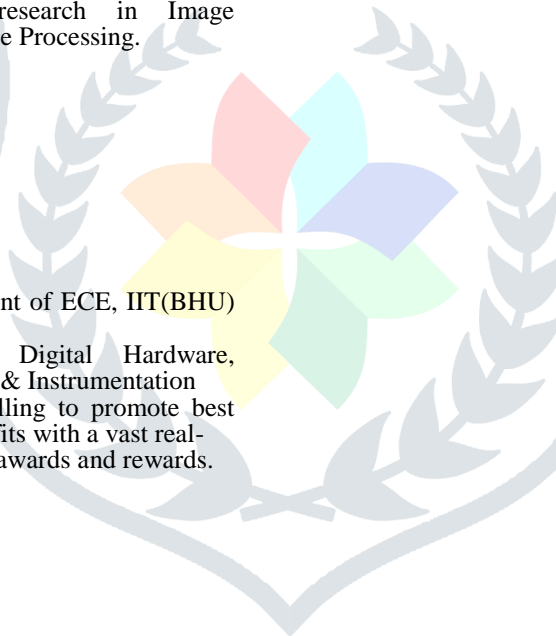 research in Image
e Processing.
nt of ECE, IIT(BHU)
Digital Hardware,
& Instrumentation
lling to promote best
fits with a vast real-
awards and rewards.